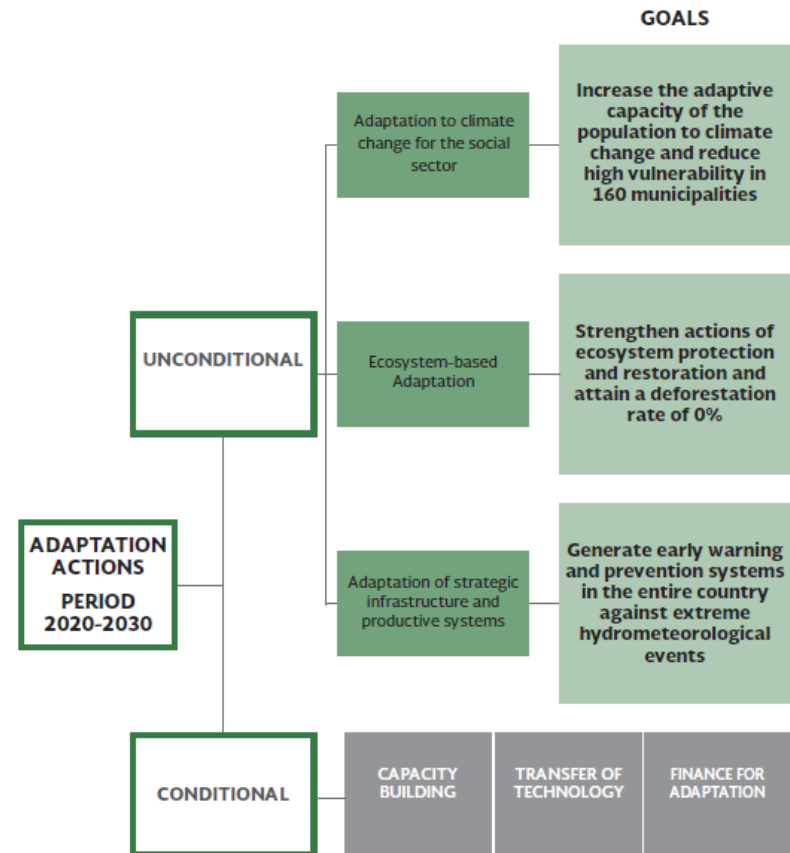 GOALS
Adaptation to climate
change for the social
sector
Increase the adaptive
capacity of the
population to climate
change and reduce
high vulnerability in
160 municipalities
UNCONDITIONAL
Ecosystem-based
Adaptation
Strengthen actions of
ecosystem protection
and restoration and
attain a deforestation
rate of 0%
ADAPTATION
ACTIONS
PERIOD
2020-2030
Adaptation of strategic
infrastructure and
productive systems
Generate early warning
and prevention systems
in the entire country
against extreme
hydrometeorological
events
CONDITIONAL
CAPACITY
BUILDING
TRANSFER OF
TECHNOLOGY
FINANCE FOR
ADAPTATION